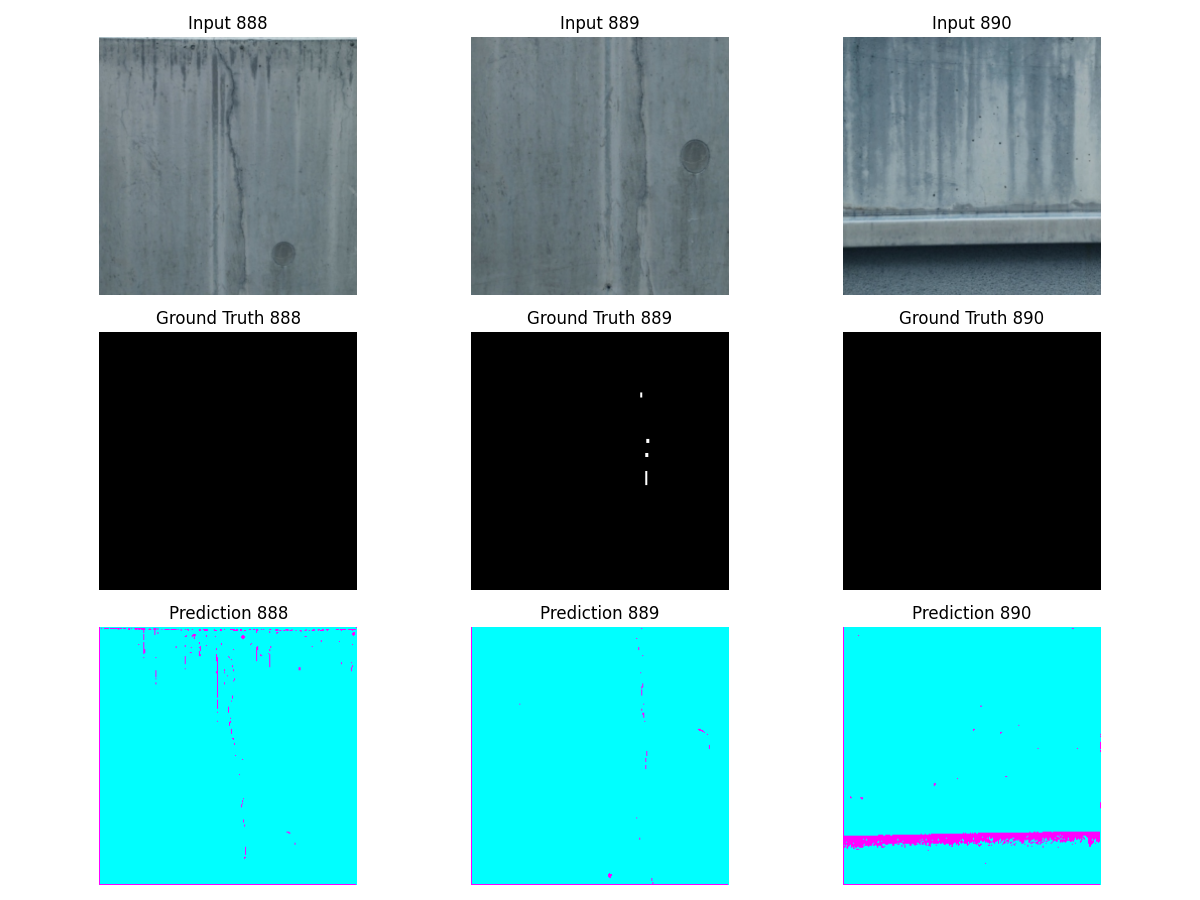 Input 888
Input 889
Input 890
Ground Truth 888
Ground Truth 889
Ground Truth 890
Prediction 888
Prediction 889
Prediction 890